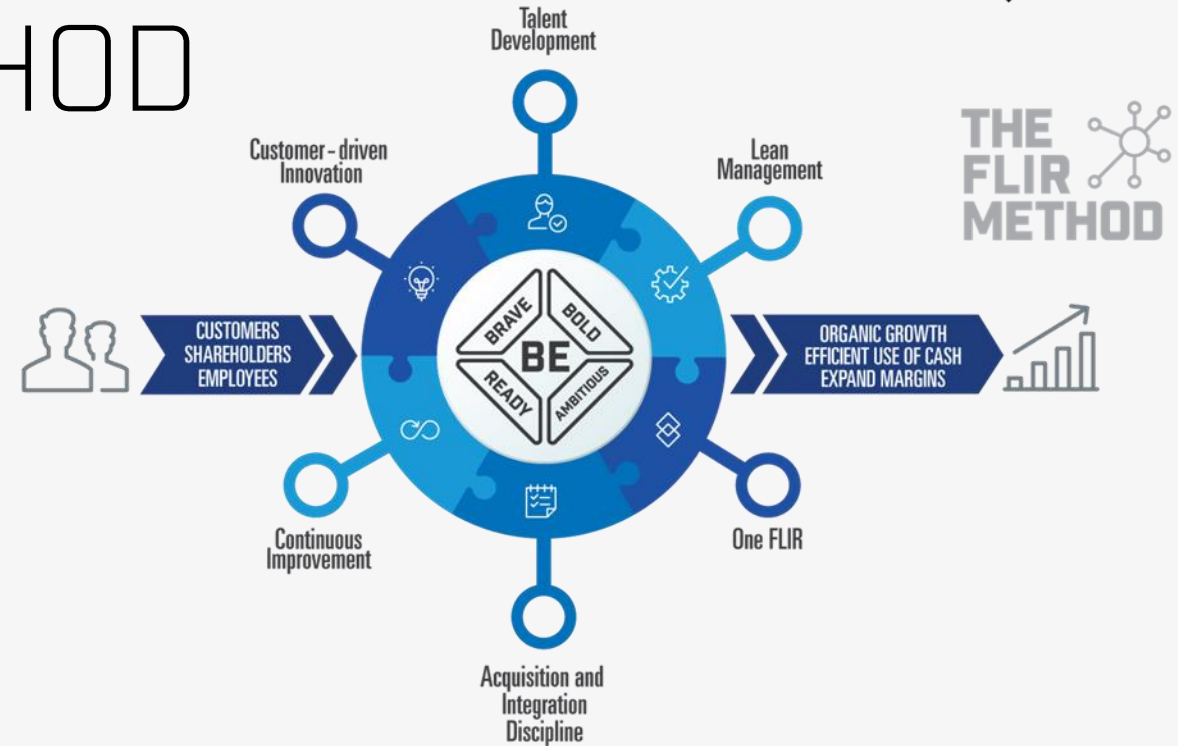 HOD
Talent
Development
Customer-driven
Innovation
Lean
Management
THE
FLIR
METHOD
CUSTOMERS
SHAREHOLDERS
EMPLOYEES
BRAVE
BOLD
BE
READY
AMBITIOUS
ORGANIC GROWTH
EFFICIENT USE OF CASH
EXPAND MARGINS
Continuous
Improvement
One FLIR
Acquisition and
Integration
Discipline